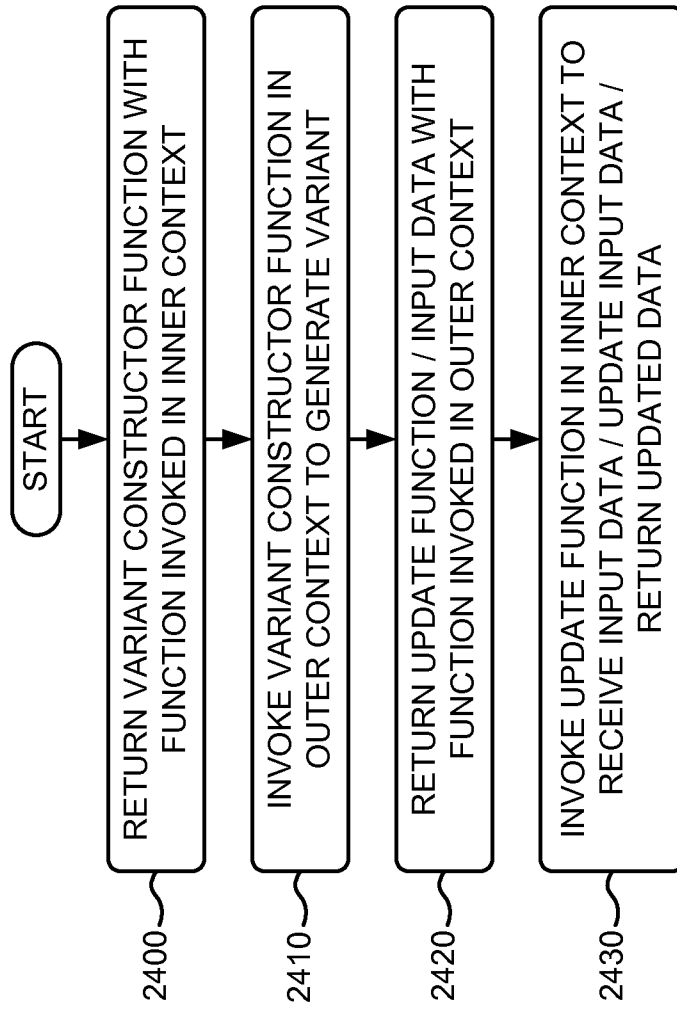 START
2400
RETURN VARIANT CONSTRUCTOR FUNCTION WITH
FUNCTION INVOKED IN INNER CONTEXT
2410
INVOKE VARIANT CONSTRUCTOR FUNCTION IN
OUTER CONTEXT TO GENERATE VARIANT
2420
RETURN UPDATE FUNCTION / INPUT DATA WITH
FUNCTION INVOKED IN OUTER CONTEXT
2430
INVOKE UPDATE FUNCTION IN INNER CONTEXT TO
RECEIVE INPUT DATA / UPDATE INPUT DATA /
RETURN UPDATED DATA